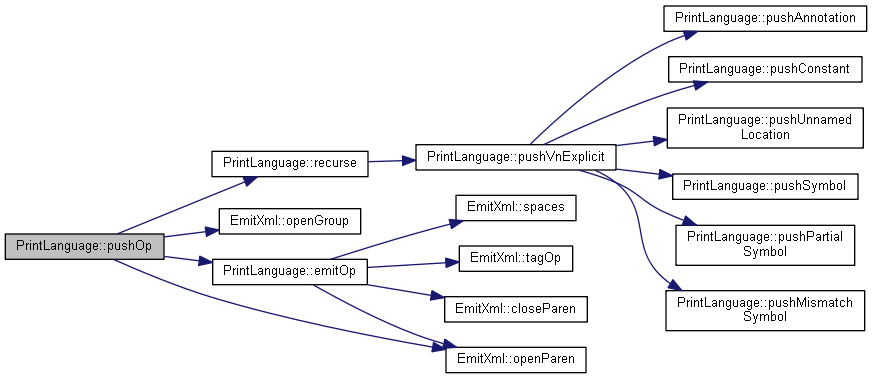 PrintLanguage::pushOp
PrintLanguage::recurse
EmitXml::openGroup
PrintLanguage::emitOp
PrintLanguage::pushVnExplicit
EmitXml::spaces
EmitXml::tagOp
EmitXml::closeParen
EmitXml::openParen
PrintLanguage::pushAnnotation
PrintLanguage::pushConstant
PrintLanguage::pushUnnamed
Location
PrintLanguage::pushSymbol
PrintLanguage::pushPartial
Symbol
PrintLanguage::pushMismatch
Symbol